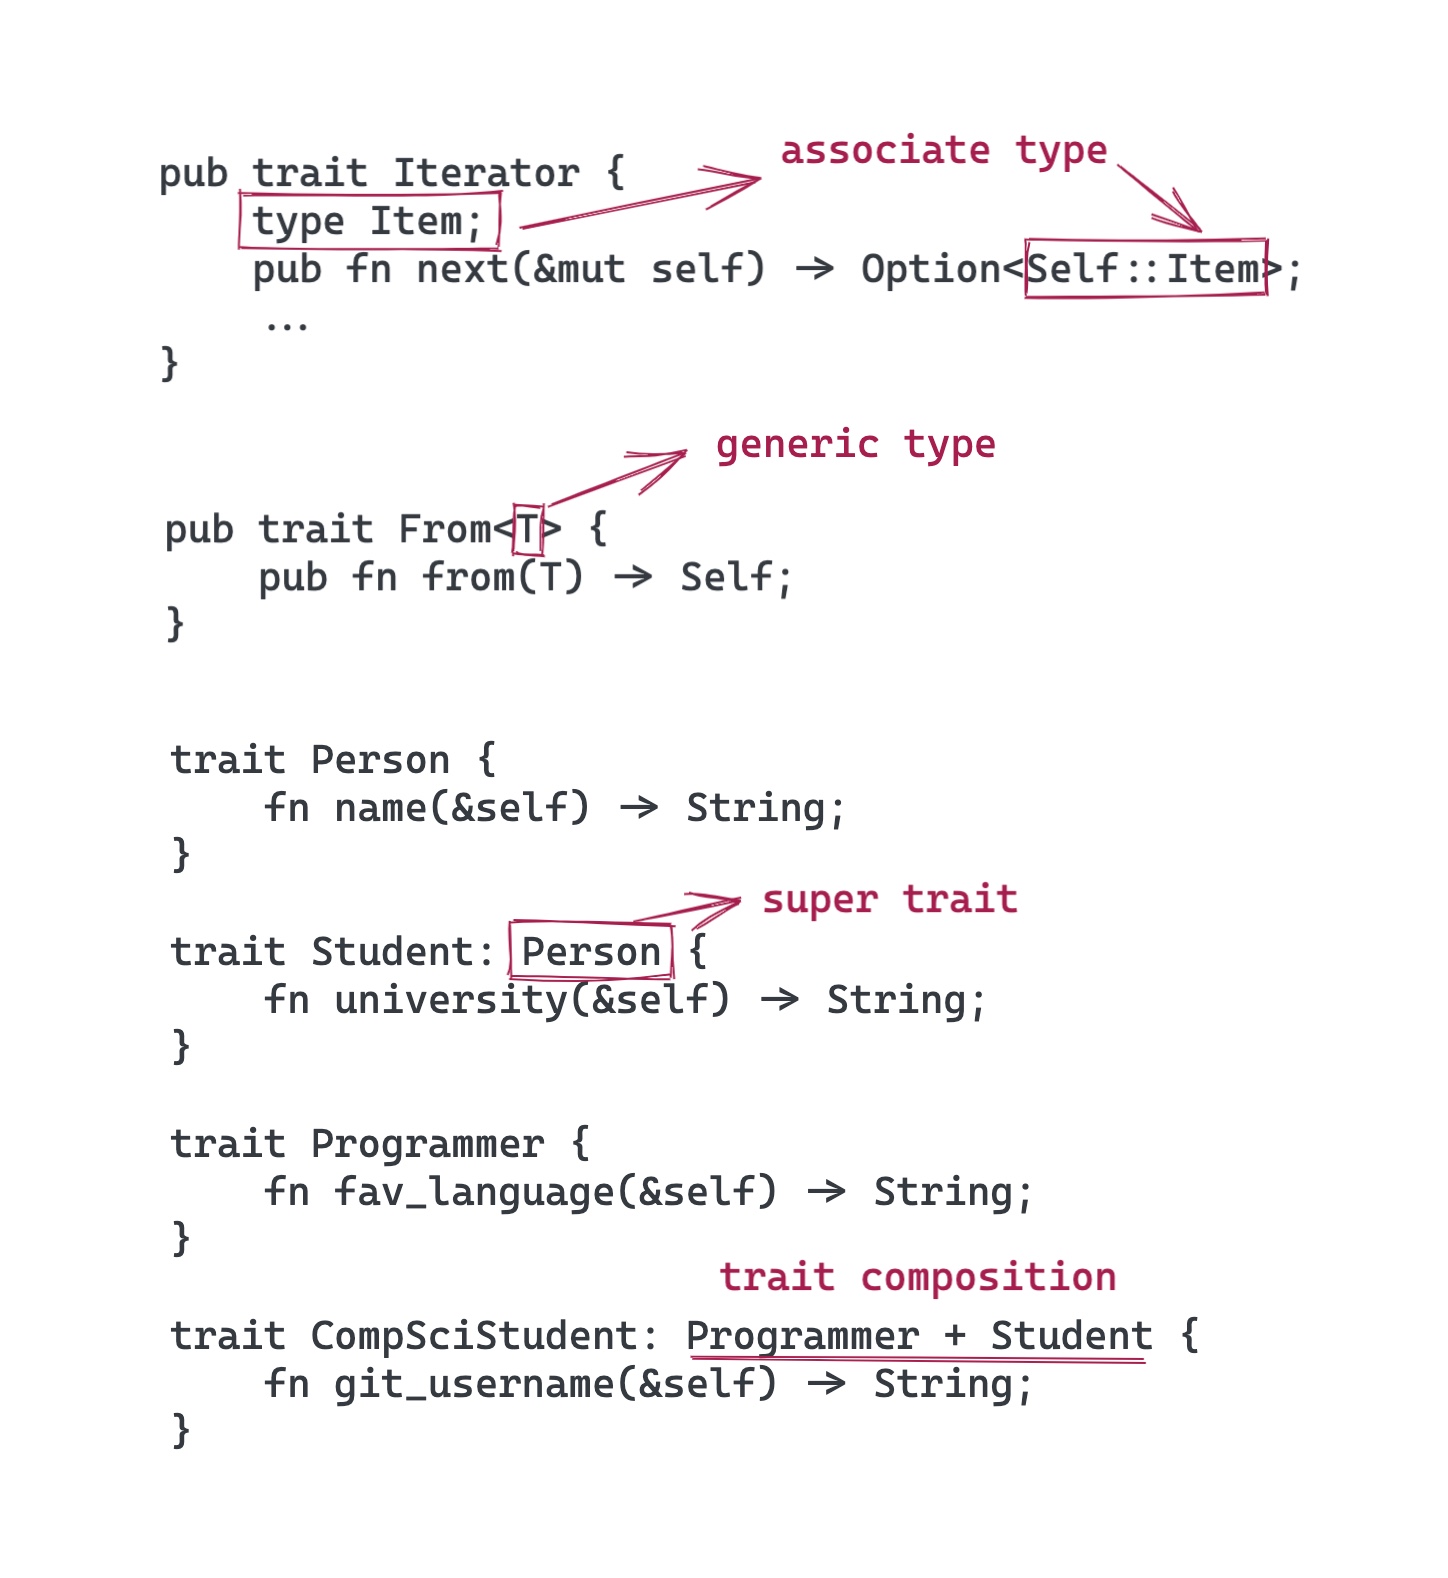 associate type
pub trait Iterator {
    type Item;
    pub fn next(&mut self) -> Option<Self::Item>;
    ...
}
generic type
pub trait From<T> {
    pub fn from(T) -> Self;
}
trait Person {
    fn name(&self) -> String;
}
super trait
trait Student: Person {
    fn university(&self) -> String;
}
trait Programmer {
    fn fav_language(&self) -> String;
}
trait composition
trait CompSciStudent: Programmer + Student {
    fn git_username(&self) -> String;
}